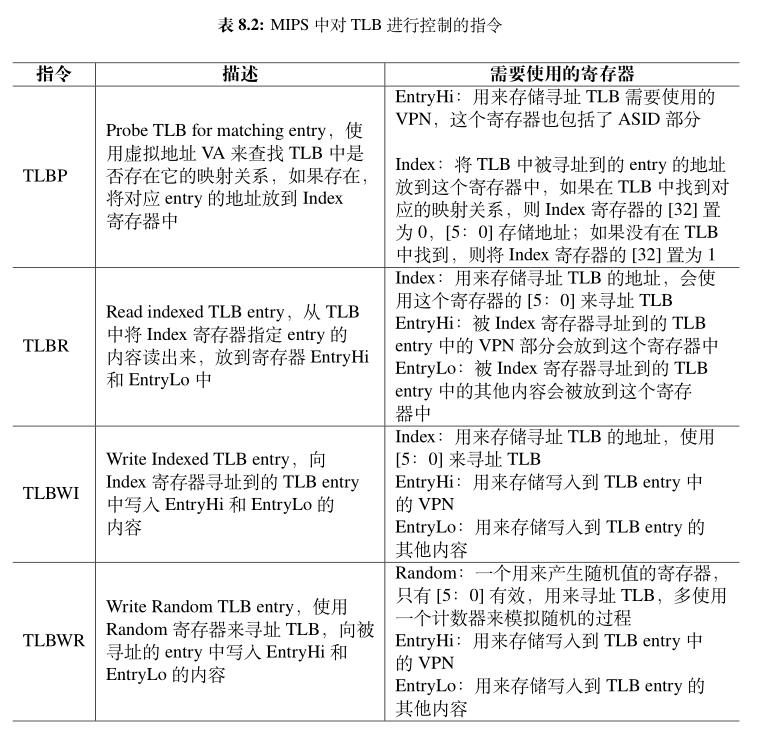 表 8.2: MIPS 中对 TLB 进行控制的指令
指令 描述 需要使用的寄存器
TLBP
Probe TLB for matching entry，使
用虚拟地址 VA 来查找 TLB 中是
否存在它的映射关系，如果存在，
将对应 entry 的地址放到 Index
寄存器中
EntryHi：用来存储寻址 TLB 需要使用的
VPN，这个寄存器也包括了 ASID 部分
Index：将 TLB 中被寻址到的 entry 的地址
放到这个寄存器中，如果在 TLB 中找到对
应的映射关系，则 Index 寄存器的 [32] 置
为 0，[5：0] 存储地址；如果没有在 TLB
中找到，则将 Index 寄存器的 [32] 置为 1
TLBR
Read indexed TLB entry，从 TLB
中将 Index 寄存器指定 entry 的
内容读出来，放到寄存器 EntryHi
和 EntryLo 中
Index：用来存储寻址 TLB 的地址，会使
用这个寄存器的 [5：0] 来寻址 TLB
EntryHi：被 Index 寄存器寻址到的 TLB
entry 中的 VPN 部分会放到这个寄存器中
EntryLo：被 Index 寄存器寻址到的 TLB
entry 中的其他内容会被放到这个寄存
器中
TLBWI
Write Indexed TLB entry，向
Index 寄存器寻址到的 TLB entry
中写入 EntryHi 和 EntryLo 的
内容
Index：用来存储寻址 TLB 的地址，使用
[5：0] 来寻址 TLB
EntryHi：用来存储写入到 TLB entry 中
的 VPN
EntryLo：用来存储写入到 TLB entry 的
其他内容
TLBWR
Write Random TLB entry，使用
Random 寄存器来寻址 TLB，向被
寻址的 entry 中写入 EntryHi 和
EntryLo 的内容
Random：一个用来产生随机值的寄存器，
只有 [5：0] 有效，用来寻址 TLB，多使用
一个计数器来模拟随机的过程
EntryHi：用来存储写入到 TLB entry 中
的 VPN
EntryLo：用来存储写入到 TLB entry 的
其他内容